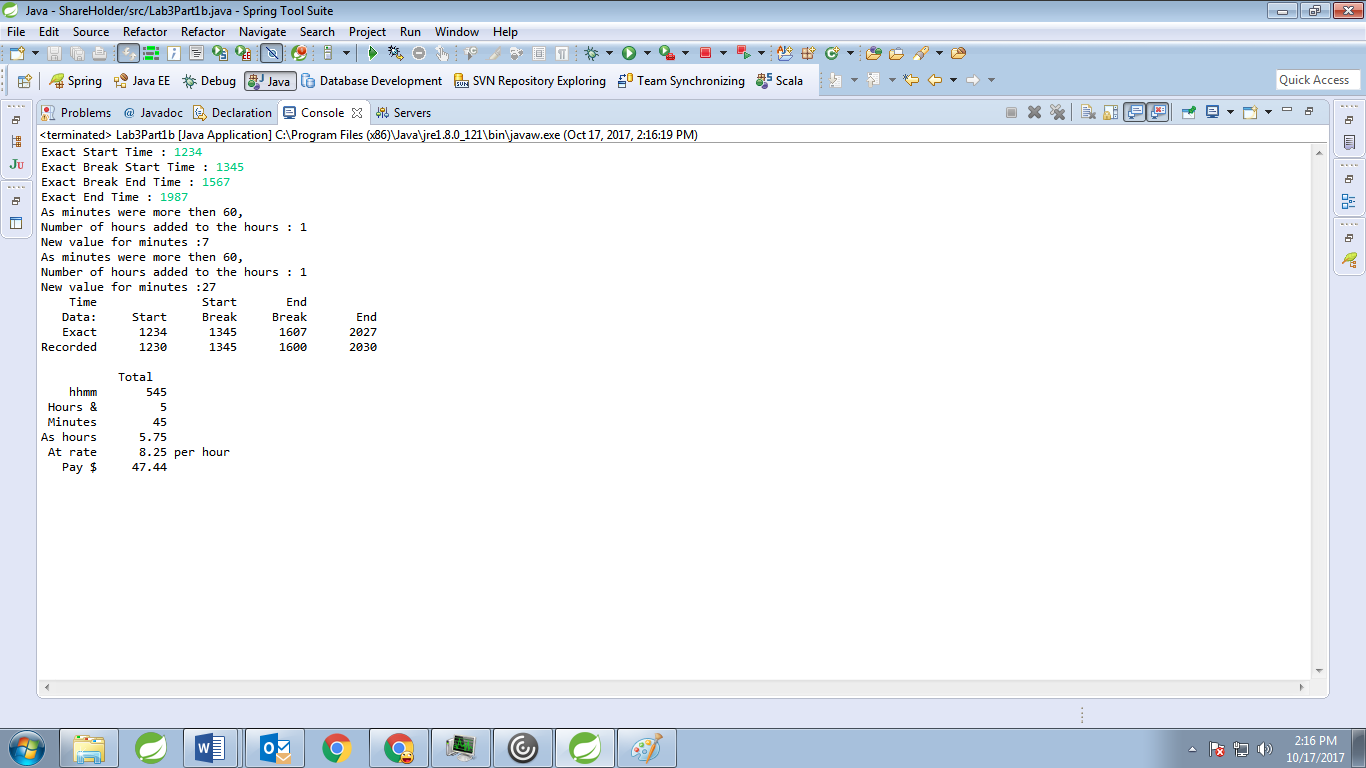 Java - ShareHolder/src/Lab3Part1b.java - Spring Tool Suite
File Edit Source Refactor Refactor Navigate Search Project Run Window Help
Spring Java EE Debug Java Database Development SVN Repository Exploring Team Synchronizing Scala Quick Access
Problems @ Javadoc Declaration Console Servers
<terminated> Lab3Part1b [Java Application] C:\Program Files (x86)\Java\jre1.8.0_121\bin\javaw.exe (Oct 17, 2017, 2:16:19 PM)
Exact Start Time : 1234
Exact Break Start Time : 1345
Exact Break End Time : 1567
Exact End Time : 1987
As minutes were more then 60,
Number of hours added to the hours : 1
New value for minutes :7
As minutes were more then 60,
Number of hours added to the hours : 1
New value for minutes :27
Time Start End
Data: Start Break Break End
Exact 1234 1345 1607 2027
Recorded 1230 1345 1600 2030
Total
hhmm 545
Hours & 5
Minutes 45
As hours 5.75
At rate 8.25 per hour
Pay $ 47.44
2:16 PM
10/17/2017